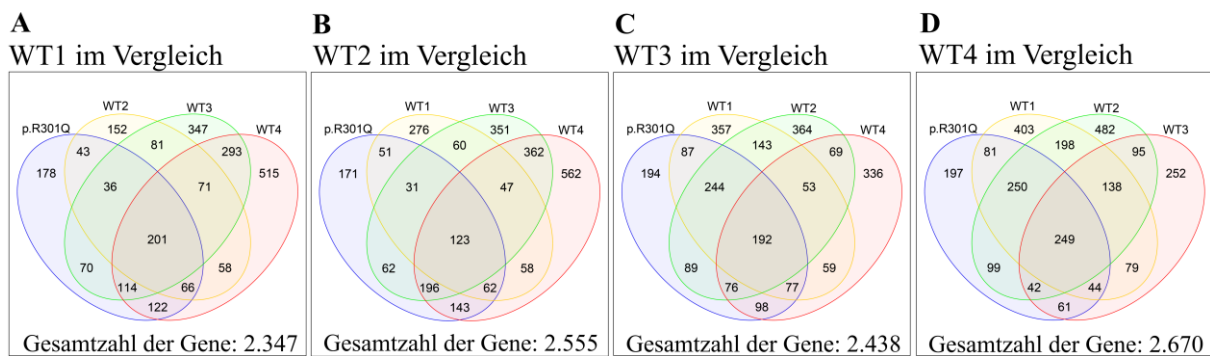 A
WT1 im Vergleich
WT2
WT3
p.R301Q
WT4
152
347
43
81
293
178
36
71
515
201
70
58
114
66
122
Gesamtzahl der Gene: 2.347
B
WT2 im Vergleich
WT1
WT3
p.R301Q
WT4
276
351
51
60
362
171
31
47
562
123
62
58
196
62
143
Gesamtzahl der Gene: 2.555
C
WT3 im Vergleich
WT1
WT2
p.R301Q
WT4
357
364
87
143
69
194
244
53
336
192
89
59
76
77
98
Gesamtzahl der Gene: 2.438
D
WT4 im Vergleich
WT1
WT2
p.R301Q
WT3
403
482
81
198
95
197
250
138
252
249
99
79
42
44
61
Gesamtzahl der Gene: 2.670